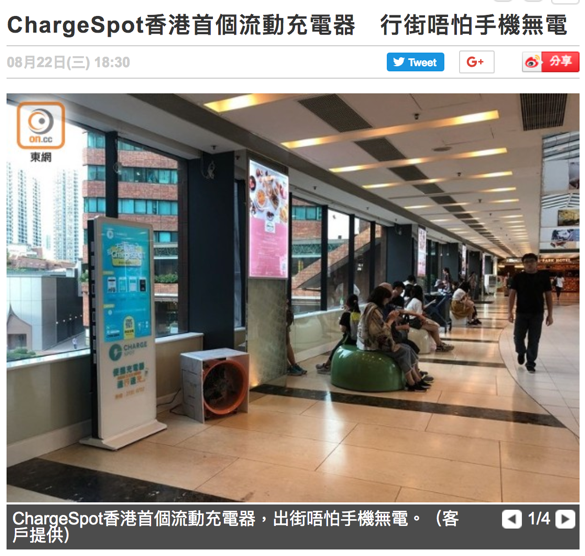 ChargeSpot香港首個流動充電器 行街唔怕手機無電
08月22日(三) 18:30
Tweet
G+
分享
on.cc
東網
CHARGE
SPOT
ChargeSpot香港首個流動充電器，出街唔怕手機無電。（客
戶提供）
1/4